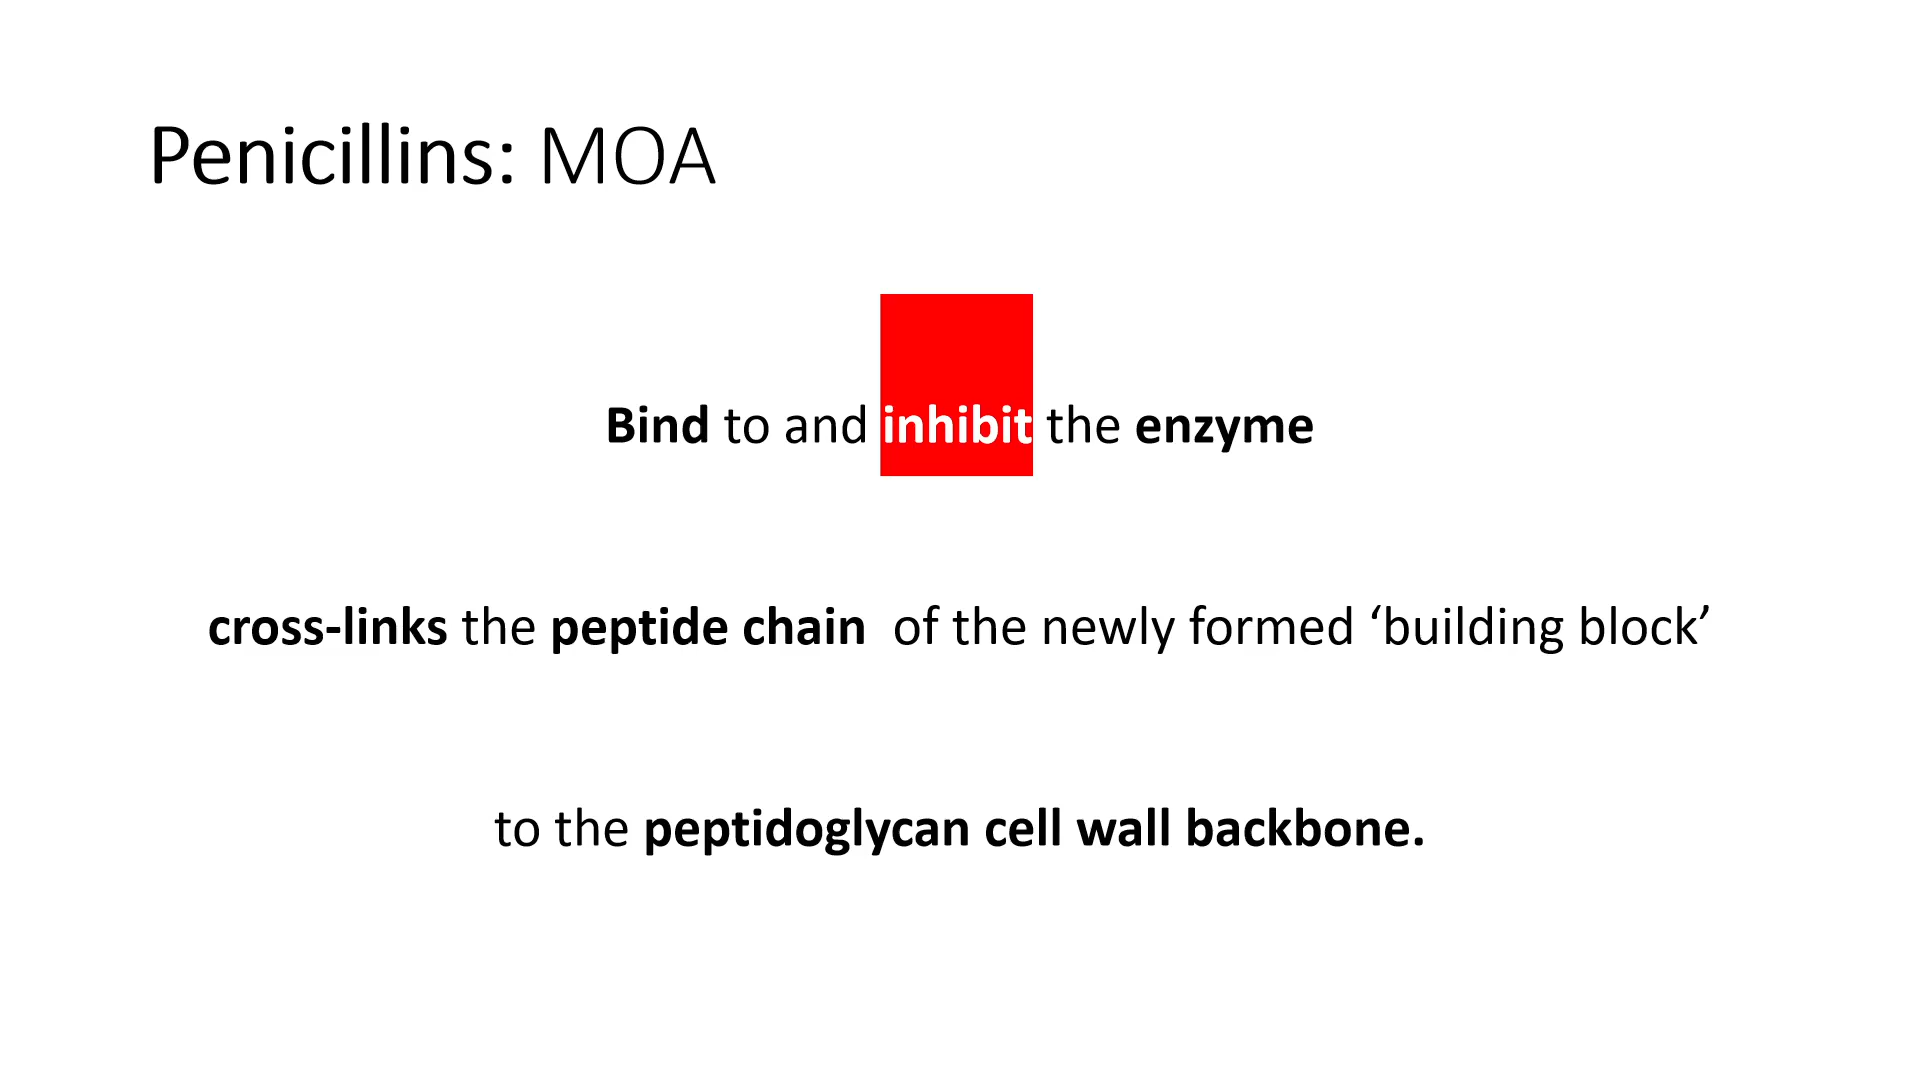 Penicillins: MOA
Bind to and inhibit the enzyme
cross-links the peptide chain  of the newly formed ‘building block’
to the peptidoglycan cell wall backbone.